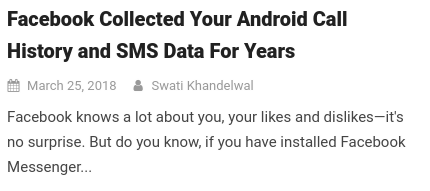 Facebook Collected Your Android Call
History and SMS Data For Years
March 25, 2018 Swati Khandelwal
Facebook knows a lot about you, your likes and dislikes—it's
no surprise. But do you know, if you have installed Facebook
Messenger...